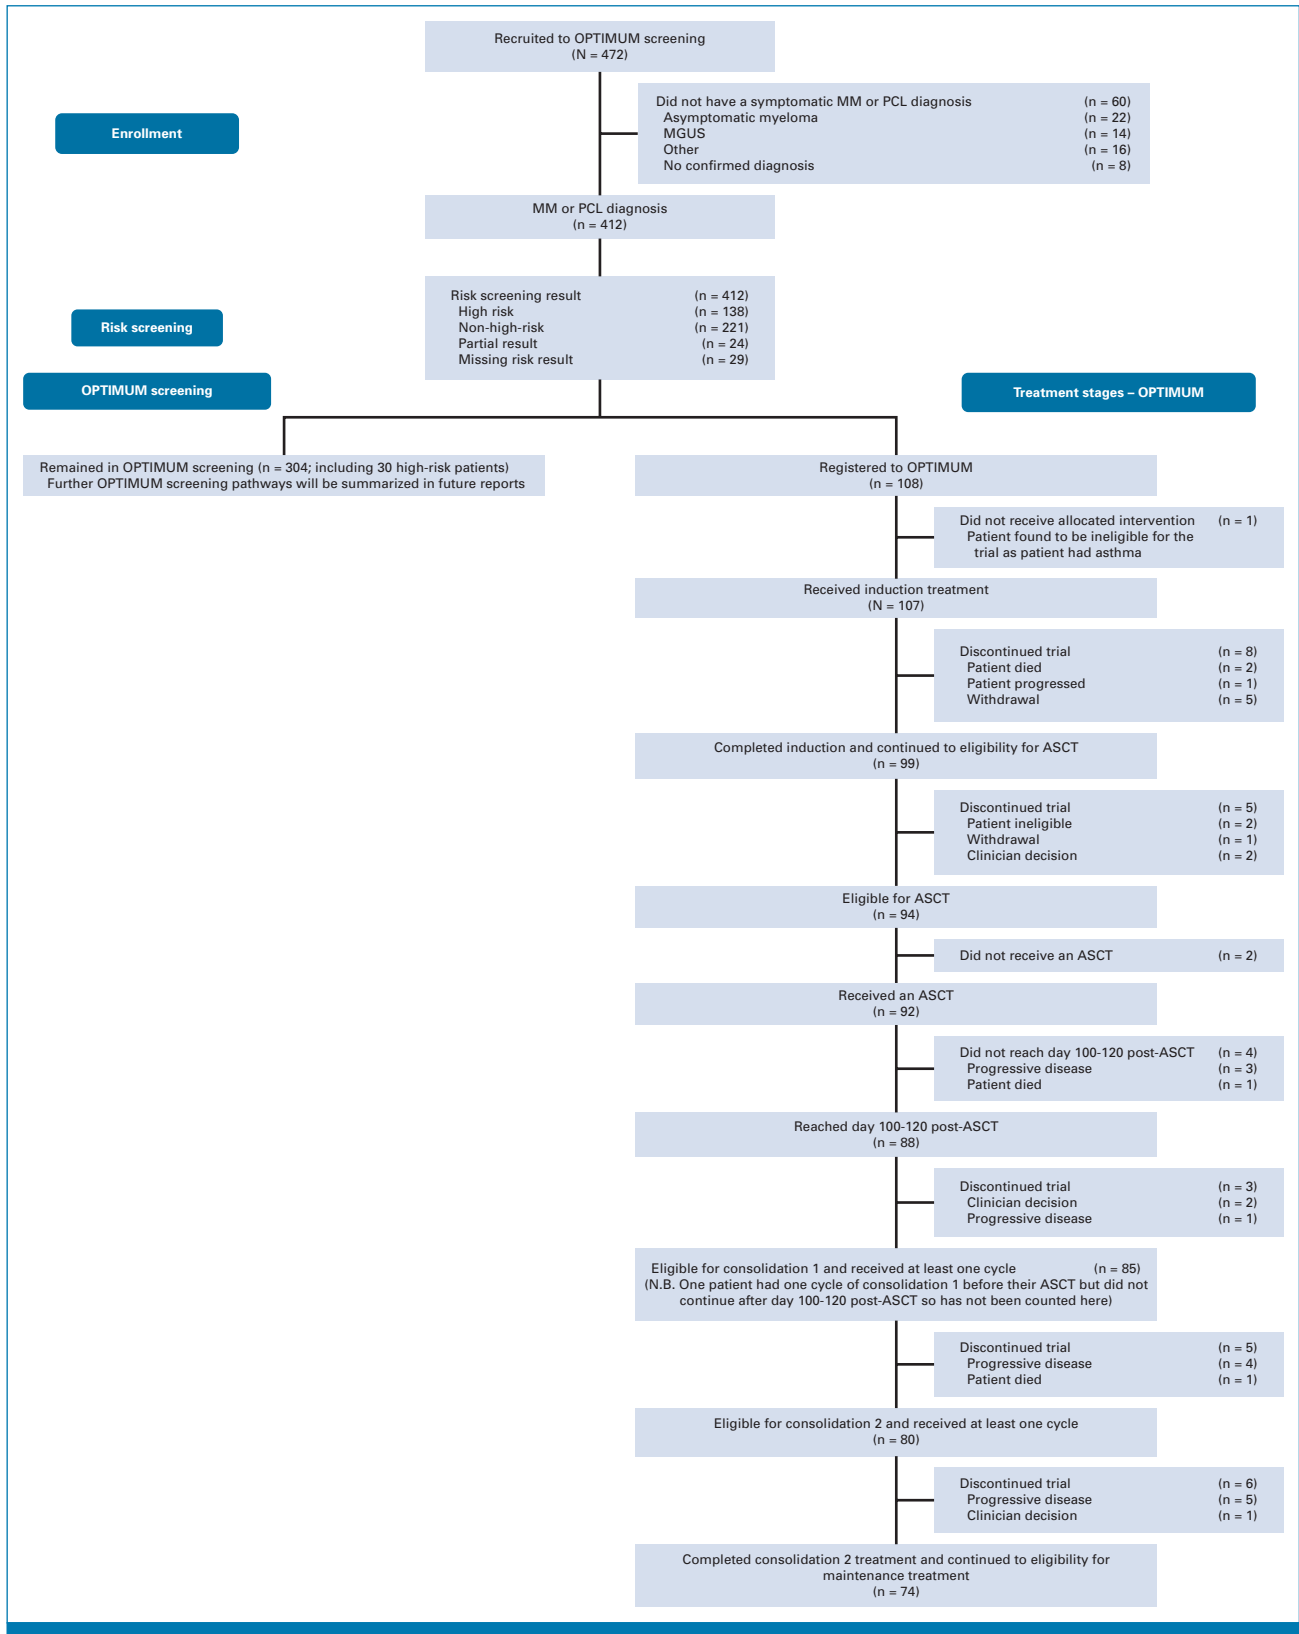 Recruited to OPTIMUM screening
(N = 472)
Did not have a symptomatic MM or PCL diagnosis (n = 60)
Asymptomatic myeloma (n = 22)
MGUS (n = 14)
Other (n = 16)
No confirmed diagnosis (n = 8)
Enrollment
MM or PCL diagnosis
(n = 412)
Risk screening result (n = 412)
High risk (n = 138)
Non-high-risk (n = 221)
Partial result (n = 24)
Missing risk result (n = 29)
Risk screening
OPTIMUM screening
Treatment stages – OPTIMUM
Remained in OPTIMUM screening (n = 304; including 30 high-risk patients)
Further OPTIMUM screening pathways will be summarized in future reports
Registered to OPTIMUM
(n = 108)
Did not receive allocated intervention (n = 1)
Patient found to be ineligible for the
trial as patient had asthma
Received induction treatment
(N = 107)
Discontinued trial (n = 8)
Patient died (n = 2)
Patient progressed (n = 1)
Withdrawal (n = 5)
Completed induction and continued to eligibility for ASCT
(n = 99)
Discontinued trial (n = 5)
Patient ineligible (n = 2)
Withdrawal (n = 1)
Clinician decision (n = 2)
Eligible for ASCT
(n = 94)
Did not receive an ASCT (n = 2)
Received an ASCT
(n = 92)
Did not reach day 100-120 post-ASCT (n = 4)
Progressive disease (n = 3)
Patient died (n = 1)
Reached day 100-120 post-ASCT
(n = 88)
Discontinued trial (n = 3)
Clinician decision (n = 2)
Progressive disease (n = 1)
Eligible for consolidation 1 and received at least one cycle (n = 85)
(N.B. One patient had one cycle of consolidation 1 before their ASCT but did not
continue after day 100-120 post-ASCT so has not been counted here)
Discontinued trial (n = 5)
Progressive disease (n = 4)
Patient died (n = 1)
Eligible for consolidation 2 and received at least one cycle
(n = 80)
Discontinued trial (n = 6)
Progressive disease (n = 5)
Clinician decision (n = 1)
Completed consolidation 2 treatment and continued to eligibility for
maintenance treatment
(n = 74)